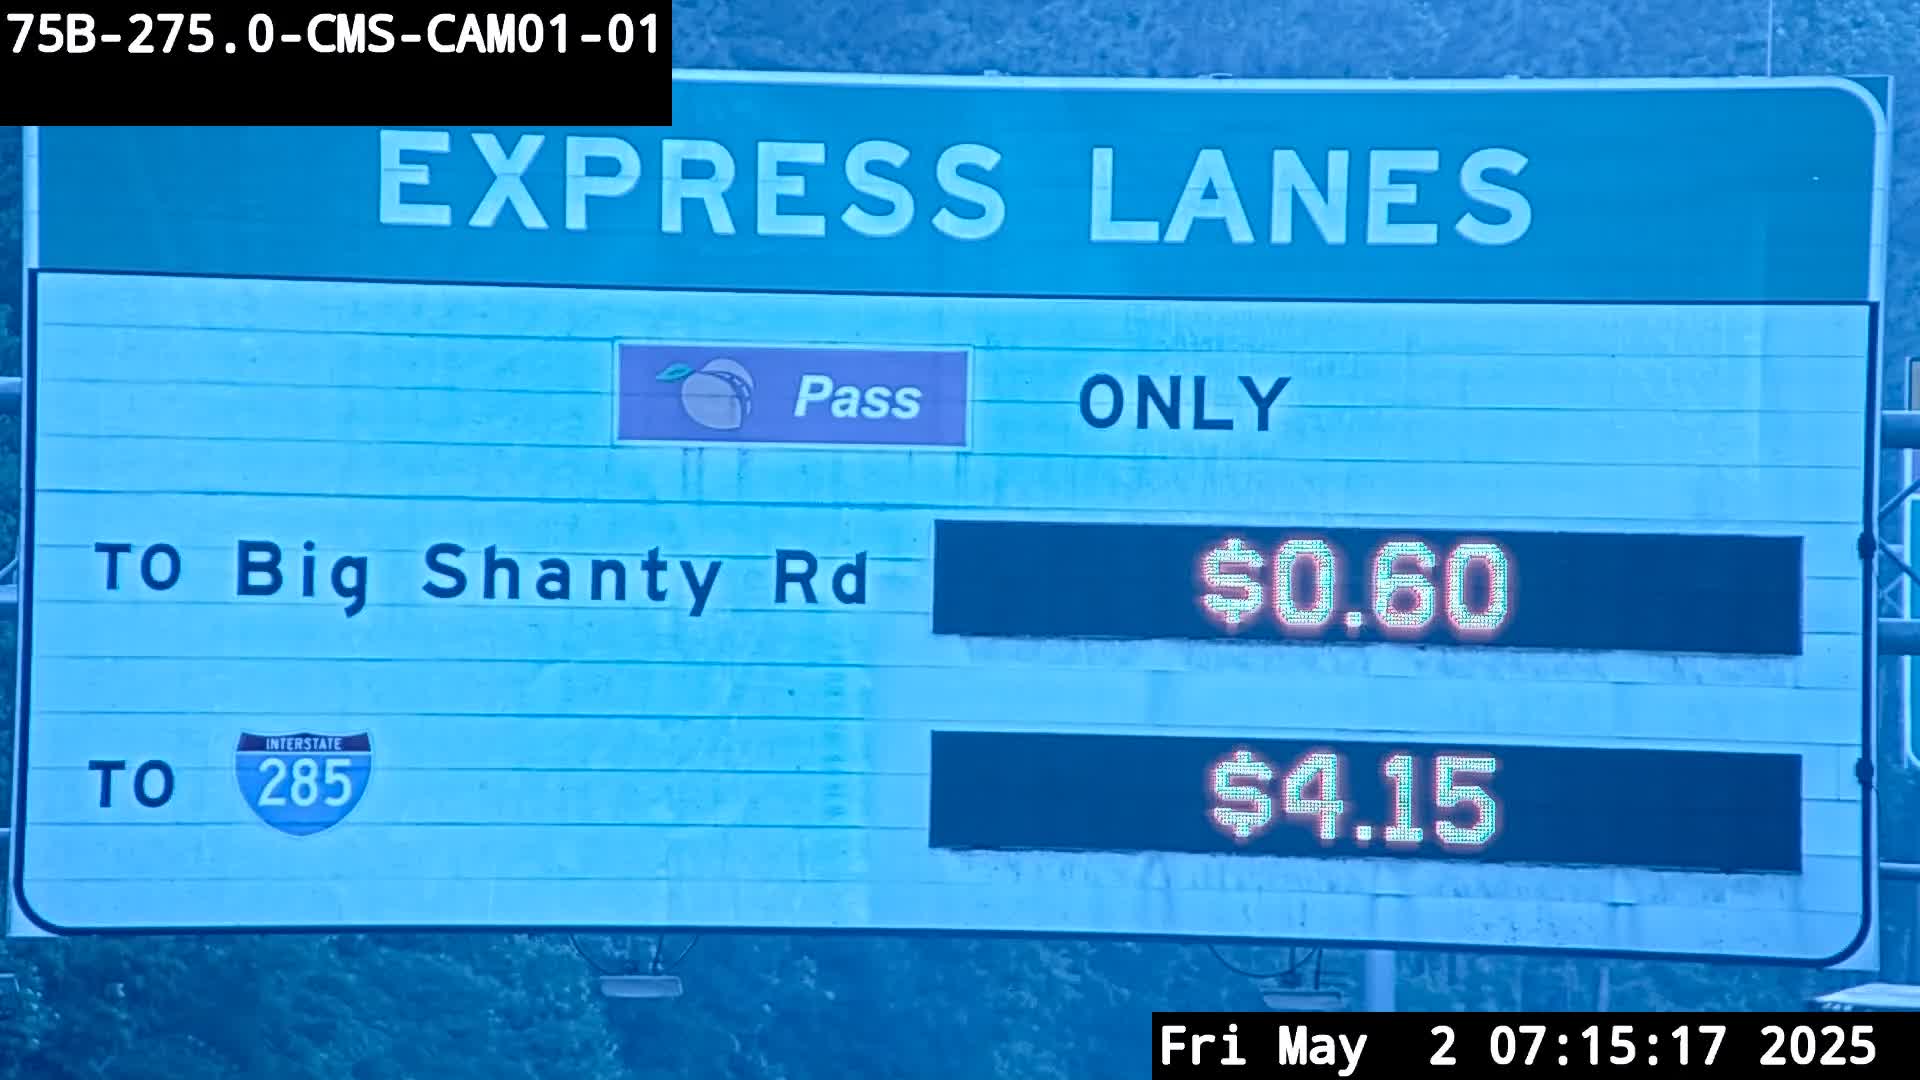 75B-275.0-CMS-CAM01-01
EXPRESS LANES
Pass ONLY
TO Big Shanty Rd $0.60
TO INTERSTATE 285 $4.15
Fri May 2 07:15:17 2025